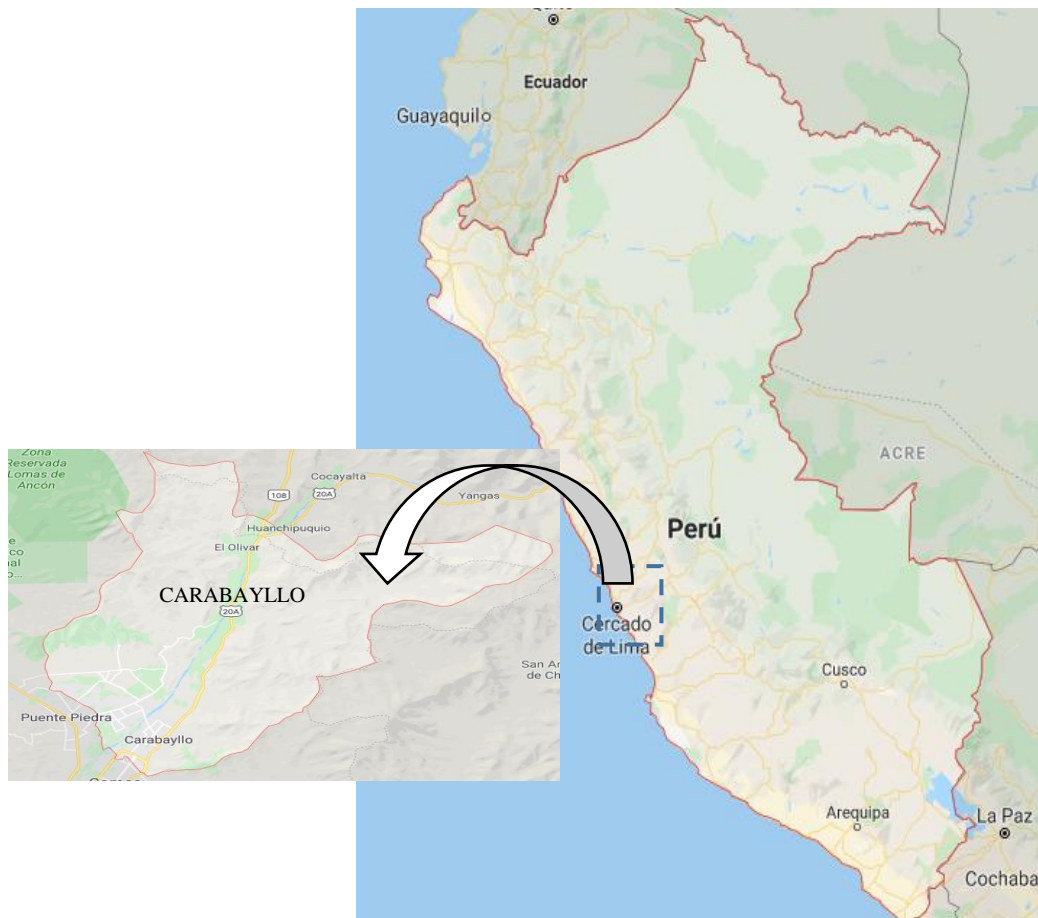 Ecuador
Guayaquil
ACRE
Perú
Cercado
de Lima
Cusco
Arequipa
La Paz
Cochaba
Zona
Reservada
Lomas de
Ancón
Cocayalta
108
20A
Yangas
Huanchipuquio
El Olivar
CARABAYLLO
20A
San
de Ch
Puente Piedra
Carabayllo